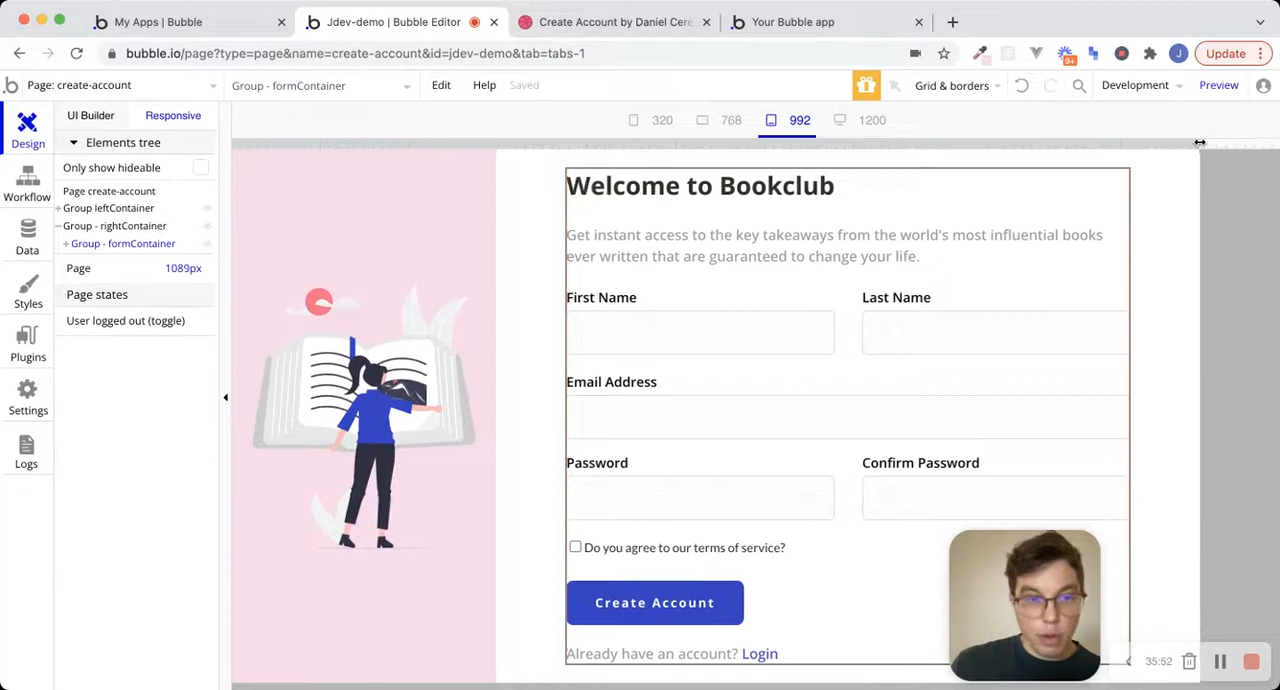 My Apps | Bubble
Jdev-demo | Bubble Editor
Create Account by Daniel Cere
Your Bubble app
bubble.io/page?type=page&name=create-account&id=jdev-demo&tab=tabs-1
9+
J
Update
Page: create-account
Group - formContainer
Edit
Help
Saved
Grid & borders
Development
Preview
Design
Workflow
Data
Styles
Plugins
Settings
Logs
UI Builder
Responsive
Elements tree
Only show hideable
Page create-account
Group leftContainer
Group - rightContainer
Group - formContainer
Page 1089px
Page states
User logged out (toggle)
320
768
992
1200
Welcome to Bookclub
Get instant access to the key takeaways from the world's most influential books
ever written that are guaranteed to change your life.
First Name
Last Name
Email Address
Password
Confirm Password
Do you agree to our terms of service?
Create Account
Already have an account? Login
35:52